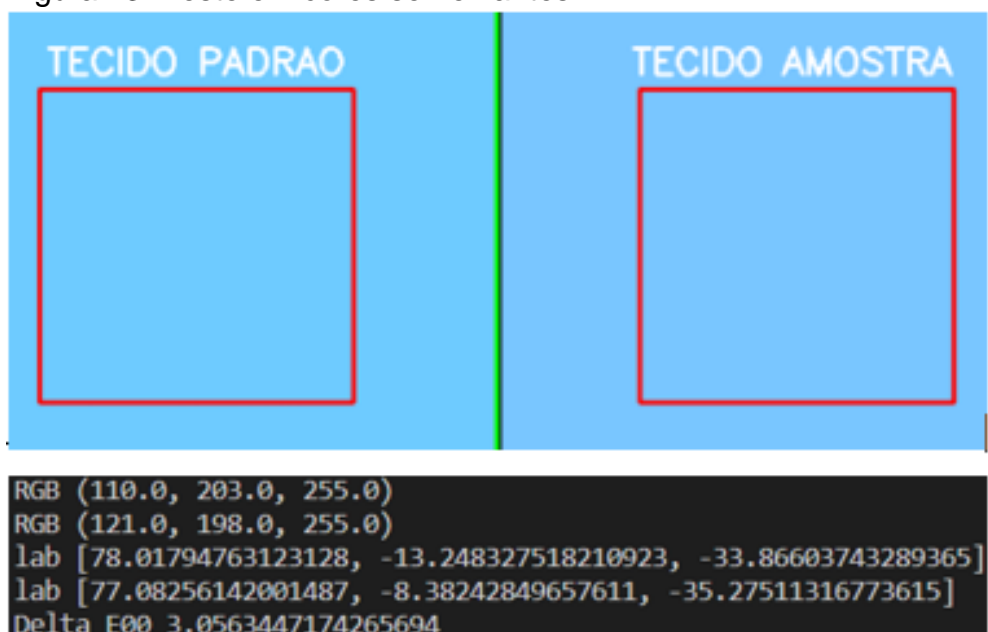 TECIDO PADRAO
TECIDO AMOSTRA
RGB (110.0, 203.0, 255.0)
RGB (121.0, 198.0, 255.0)
lab [78.01794763123128, -13.248327518210923, -33.86603743289365]
lab [77.08256142001487, -8.38242849657611, -35.27511316773615]
Delta E00 3.0563447174265694